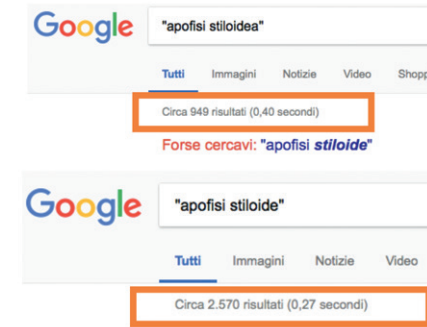 Google "apofisi stiloidea"
Tutti Immagini Notizie Video Shopp
Circa 949 risultati (0,40 secondi)
Forse cercavi: "apofisi stiloide"
Google "apofisi stiloide"
Tutti Immagini Notizie Video
Circa 2.570 risultati (0,27 secondi)